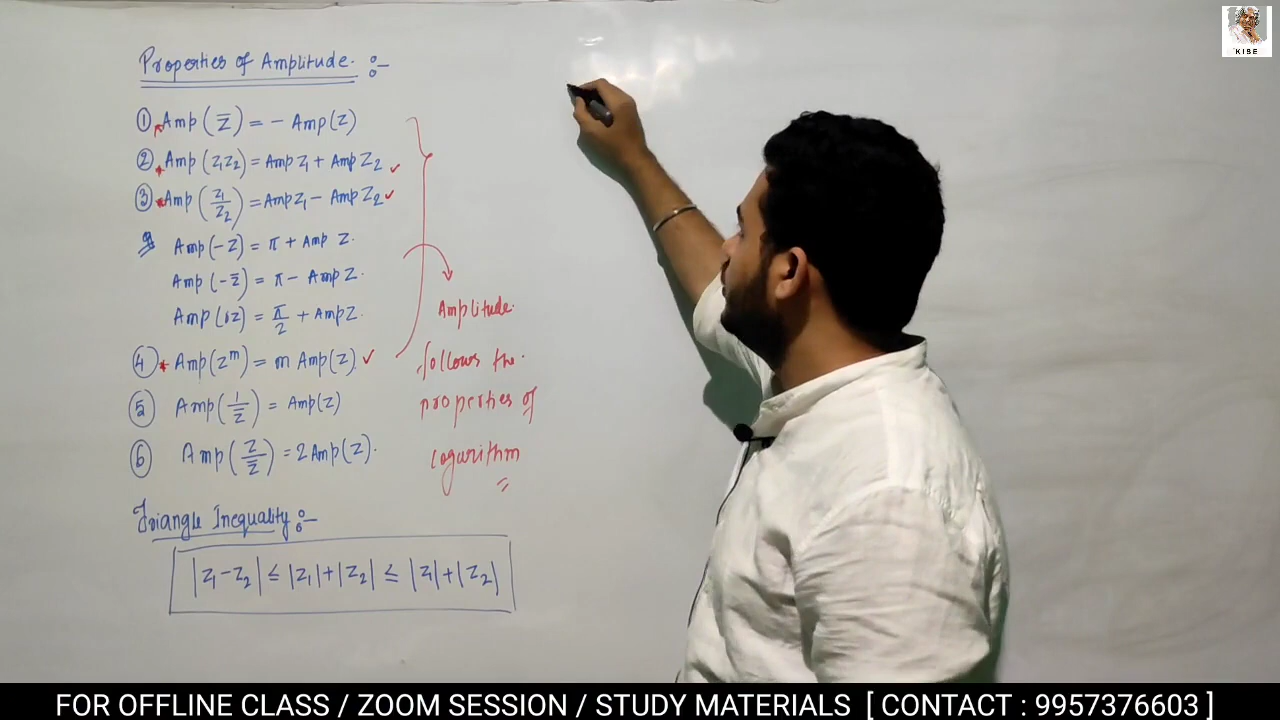 Properties of Amplitude :-
① Amp(z̅) = - Amp(z)
② Amp(z₁z₂) = Amp z₁ + Amp z₂ ✓
③ Amp(z₁/z₂) = Amp z₁ - Amp z₂ ✓
Amp(-z) = π + Amp z.
Amp(-z̅) = π - Amp z.
Amp(iz) = π/2 + Amp z.
④ Amp(zᵐ) = m Amp(z). ✓
⑤ Amp(1/z̅) = Amp(z)
⑥ Amp(z/z̅) = 2 Amp(z).
Amplitude
follows the
properties of
logarithm
Triangle Inequality :-
|z₁-z₂| ≤ |z₁|+|z₂| ≤ |z₁|+|z₂|
KISE
FOR OFFLINE CLASS / ZOOM SESSION / STUDY MATERIALS [ CONTACT : 9957376603 ]